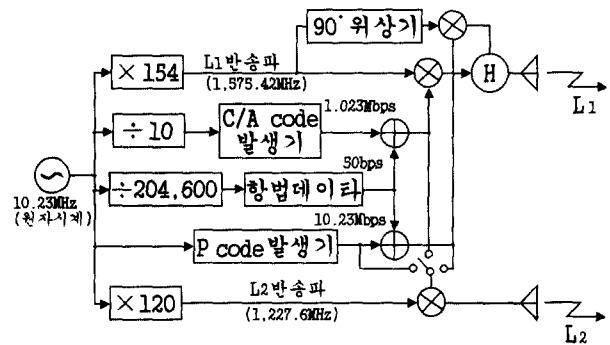 90° 위상기
× 154
L1반송파
(1,575.42MHz)
H
L1
÷10
C/A code
발생기
1.023Mbps
50bps
10.23MHz
(원자시계)
÷204,600
항법데이타
10.23Mbps
P code발생기
× 120
L2반송파
(1,227.6MHz)
L2